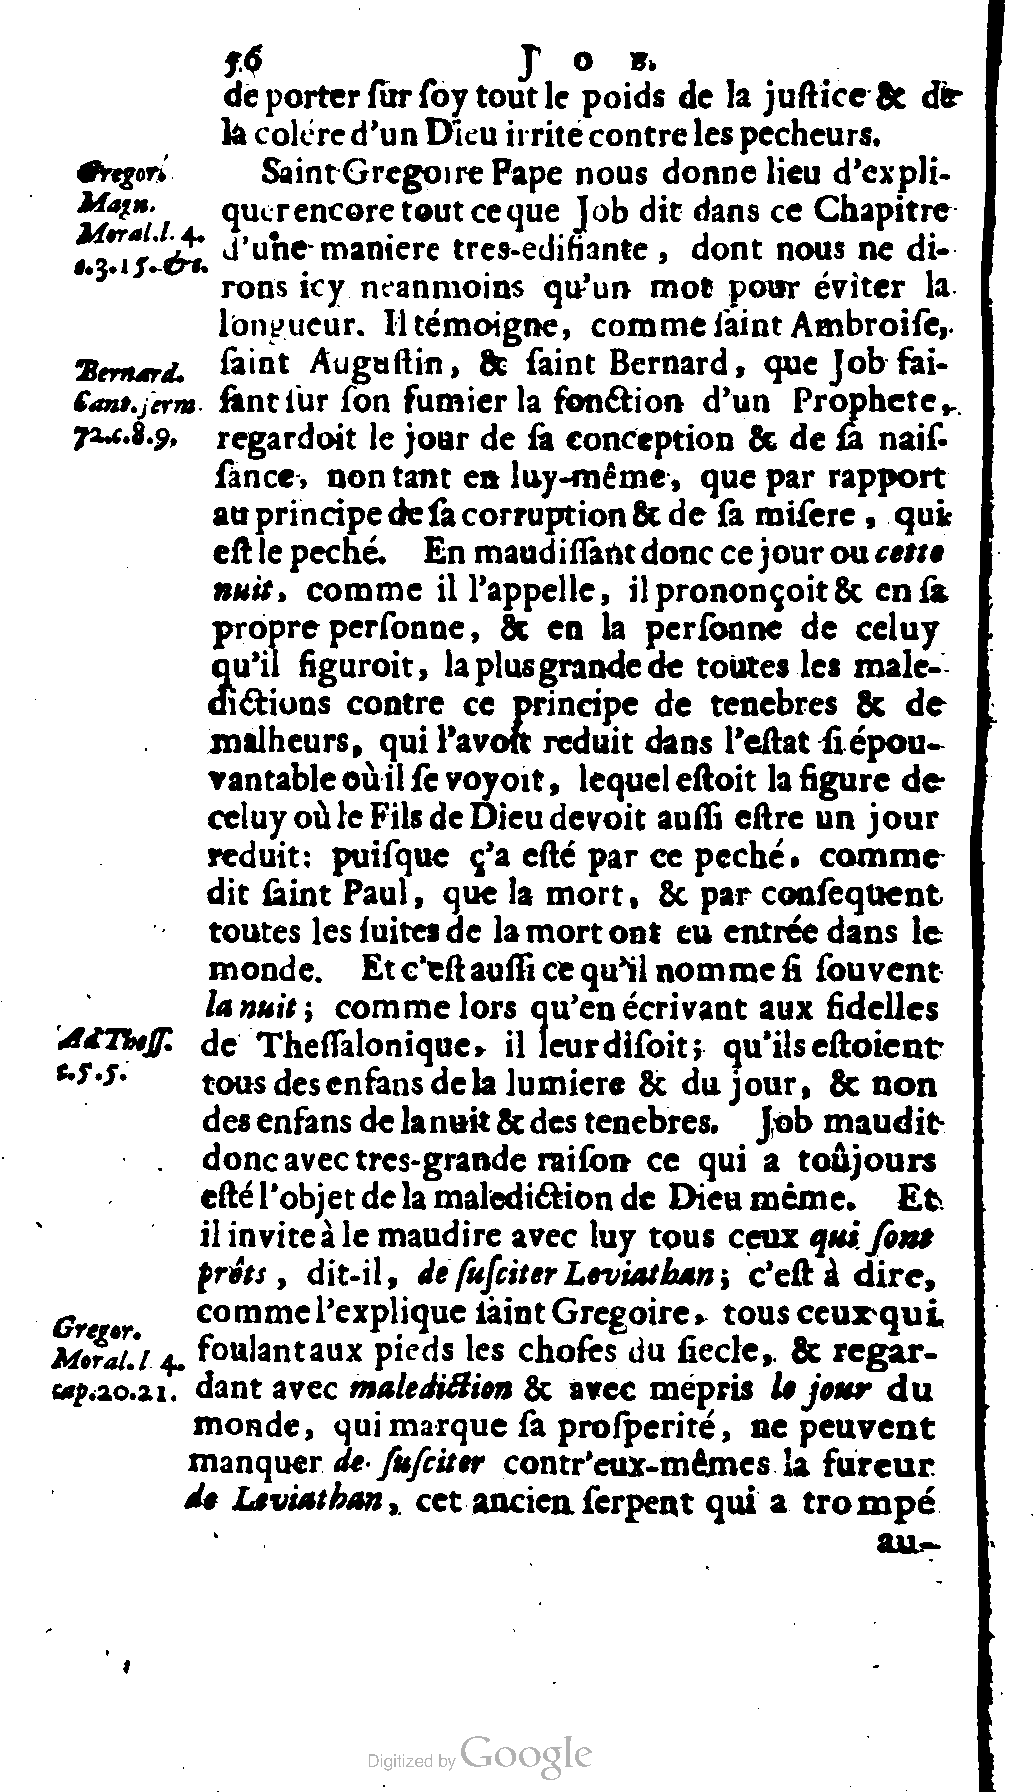 56 JOB.
de porter ſur ſoy tout le poids de la juſtice & de
la colére d'un Dieu irrité contre les pecheurs.
Gregor.
Magn.
Moral. l. 4.
c. 3. 15. &c.
Saint Gregoire Pape nous donne lieu d'expli-
quer encore tout ce que Job dit dans ce Chapitre
d'une maniere tres-edifiante, dont nous ne di-
rons icy neanmoins qu'un mot pour éviter la
longueur. Il témoigne, comme ſaint Ambroiſe,
Bernard.
Cant. ſerm.
72. c. 8. 9.
ſaint Auguſtin, & ſaint Bernard, que Job fai-
ſant ſur ſon fumier la fonction d'un Prophete,
regardoit le jour de ſa conception & de ſa naiſ-
ſance, non tant en luy-même, que par rapport
au principe de ſa corruption & de ſa miſere, qui
eſt le peché. En maudiſſant donc ce jour ou cette
nuit, comme il l'appelle, il prononçoit & en ſa
propre perſonne, & en la perſonne de celuy
qu'il figuroit, la plus grande de toutes les male-
dictions contre ce principe de tenebres & de
malheurs, qui l'avoit reduit dans l'eſtat ſi épou-
vantable où il ſe voyoit, lequel eſtoit la figure de
celuy où le Fils de Dieu devoit auſſi eſtre un jour
reduit: puiſque ç'a eſté par ce peché, comme
dit ſaint Paul, que la mort, & par conſequent
toutes les ſuites de la mort ont eu entrée dans le
monde. Et c'eſt auſſi ce qu'il nomme ſi ſouvent
la nuit; comme lors qu'en écrivant aux fidelles
Ad Theſſ.
c. 5. 5.
de Theſſalonique, il leur diſoit; qu'ils eſtoient
tous des enfans de la lumiere & du jour, & non
des enfans de la nuit & des tenebres. Job maudit
donc avec tres-grande raiſon ce qui a toûjours
eſté l'objet de la malediction de Dieu même. Et
il invite à le maudire avec luy tous ceux qui ſont
prêts, dit-il, de ſuſciter Leviathan; c'eſt à dire,
comme l'explique ſaint Gregoire, tous ceux qui
Gregor.
Moral. l. 4.
cap. 20. 21.
foulant aux pieds les choſes du ſiecle, & regar-
dant avec malediction & avec mépris le jour du
monde, qui marque ſa proſperité, ne peuvent
manquer de ſuſciter contr'eux-mêmes la fureur
de Leviathan, cet ancien ſerpent qui a trompé
au-
Digitized by Google